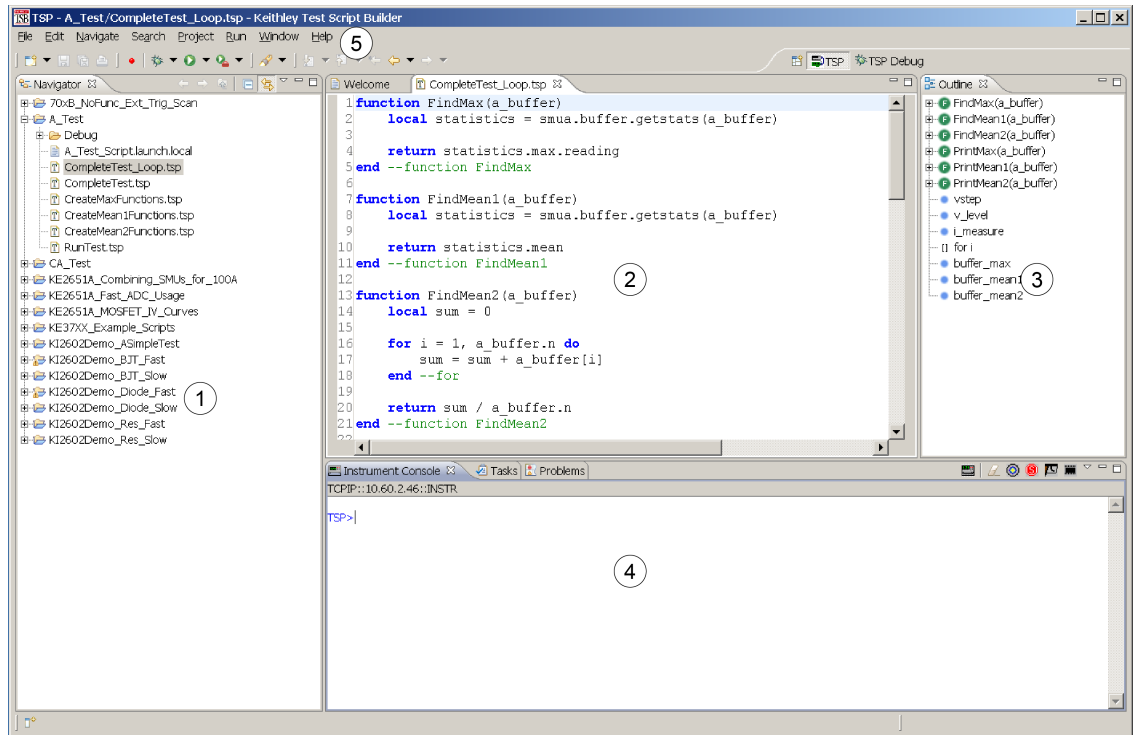 TSP - A_Test/CompleteTest_Loop.tsp - Keithley Test Script Builder
File Edit Navigate Search Project Run Window Help
5
TSP TSP Debug
Navigator
70xB_NoFunc_Ext_Trig_Scan
A_Test
Debug
A_Test_Script.launch.local
CompleteTest_Loop.tsp
CompleteTest.tsp
CreateMaxFunctions.tsp
CreateMean1Functions.tsp
CreateMean2Functions.tsp
RunTest.tsp
CA_Test
KE2651A_Combining_SMUs_for_100A
KE2651A_Fast_ADC_Usage
KE2651A_MOSFET_IV_Curves
KE37XX_Example_Scripts
KI2602Demo_ASimpleTest
KI2602Demo_BJT_Fast
KI2602Demo_BJT_Slow
KI2602Demo_Diode_Fast
KI2602Demo_Diode_Slow
KI2602Demo_Res_Fast
KI2602Demo_Res_Slow
1
Welcome CompleteTest_Loop.tsp
1 function FindMax(a_buffer)
2 local statistics = smua.buffer.getstats(a_buffer)
3
4 return statistics.max.reading
5 end --function FindMax
6
7 function FindMean1(a_buffer)
8 local statistics = smua.buffer.getstats(a_buffer)
9
10 return statistics.mean
11 end --function FindMean1
12
13 function FindMean2(a_buffer)
14 local sum = 0
15
16 for i = 1, a_buffer.n do
17 sum = sum + a_buffer[i]
18 end --for
19
20 return sum / a_buffer.n
21 end --function FindMean2
22
2
Outline
FindMax(a_buffer)
FindMean1(a_buffer)
FindMean2(a_buffer)
PrintMax(a_buffer)
PrintMean1(a_buffer)
PrintMean2(a_buffer)
vstep
v_level
i_measure
for i
buffer_max
buffer_mean1
buffer_mean2
3
Instrument Console Tasks Problems
TCPIP::10.60.2.46::INSTR
TSP>
4